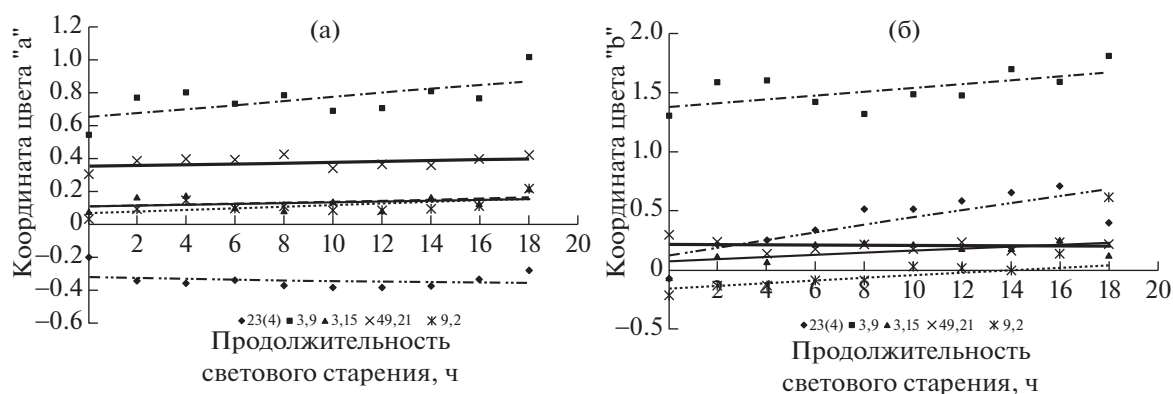 (а)
Координата цвета "a"
1.2
1.0
0.8
0.6
0.4
0.2
0
–0.2
–0.4
–0.6
2 4 6 8 10 12 14 16 18 20
23(4) 3,9 3,15 49,21 9,2
Продолжительность
светового старения, ч
(б)
Координата цвета "b"
2.0
1.5
1.0
0.5
0
–0.5
2 4 6 8 10 12 14 16 18 20
23(4) 3,9 3,15 49,21 9,2
Продолжительность
светового старения, ч